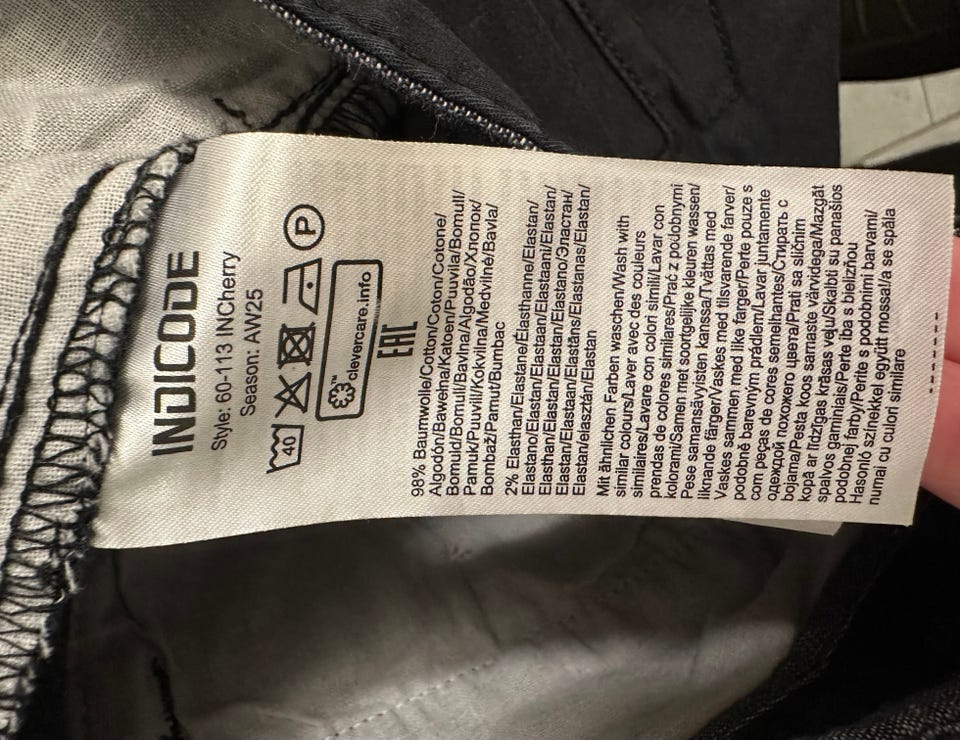 INDICODE
Style: 60-113 INCherry
Season: AW25
40
P
clevercare.info
EAC
98% Baumwolle/Cotton/Coton/Cotone/
Algodón/Bawełna/Katoen/Puuvilla/Bomull/
Bomuld/Bomull/Bavlna/Algodão/Хлопок/
Pamuk/Puuvill/Kokvilna/Medvilnė/Bavlna/
Bombaž/Pamut/Bumbac
2% Elasthan/Elastane/Élasthanne/Elastan/
Elastano/Elastan/Elastaan/Elastaani/Elastan/
Elasthan/Elastan/Elastan/Elastano/Эластан/
Elastan/Elastaan/Elastāns/Elastanas/Elastan/
Elastan/elasztán/Elastan
Mit ähnlichen Farben waschen/Wash with
similar colours/Laver avec des couleurs
similaires/Lavare con colori simili/Lavar con
prendas de colores similares/Prać z podobnymi
kolorami/Samen met soortgelijke kleuren wassen/
Pese samansävyisten kanssa/Tvättas med
liknande färger/Vaskes med tilsvarende farver/
Vaskes sammen med like farger/Perte pouze s
podobně barevným prádlem/Lavar juntamente
com peças de cores semelhantes/Стирать с
одеждой похожего цвета/Prati sa sličnim
bojama/Pesta koos sarnaste värvidega/Mazgāt
kopā ar līdzīgas krāsas veļu/Skalbti su panašios
spalvos gaminiais/Perte iba s bielizňou
podobnej farby/Perite s podobnimi barvami/
Hasonló színekkel együtt mossa/a se spăla
numai cu culori similare